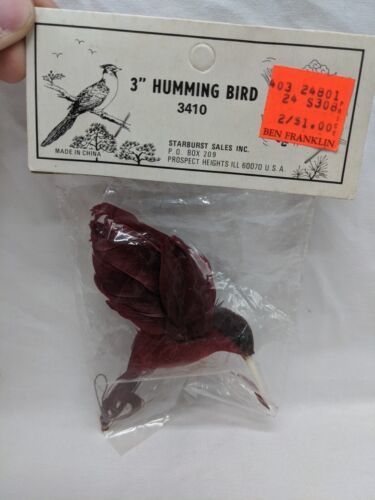 3" HUMMING BIRD
3410
403 24801
24 S308
2/$1.00
BEN FRANKLIN
MADE IN CHINA
STARBURST SALES INC.
P.O. BOX 209
PROSPECT HEIGHTS ILL 60070 U.S.A.